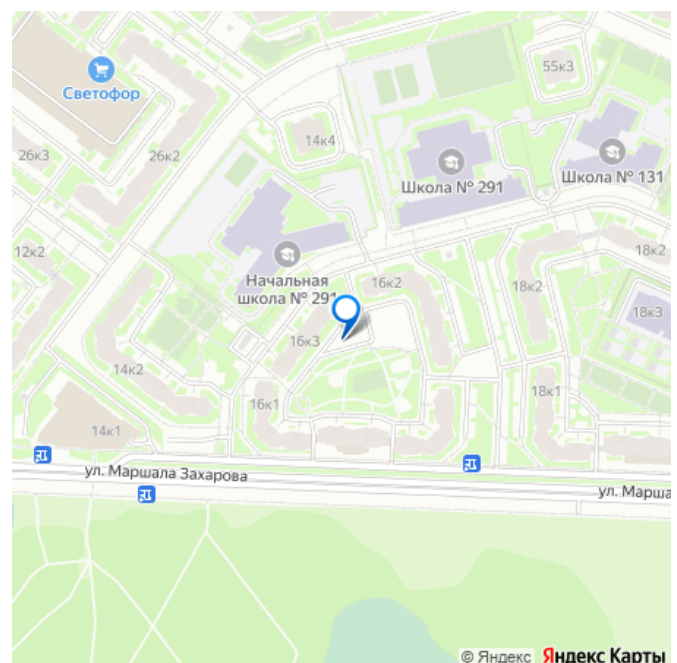 55к3
Светофор
14к4
26к3
26к2
Школа № 291
Школа № 131
12к2
18к2
Начальная
школа № 291
16к2
18к2
18к3
16к3
14к2
16к1
18к1
14к1
ул. Маршала Захарова
ул. Марша
© Яндекс Яндекс Карты